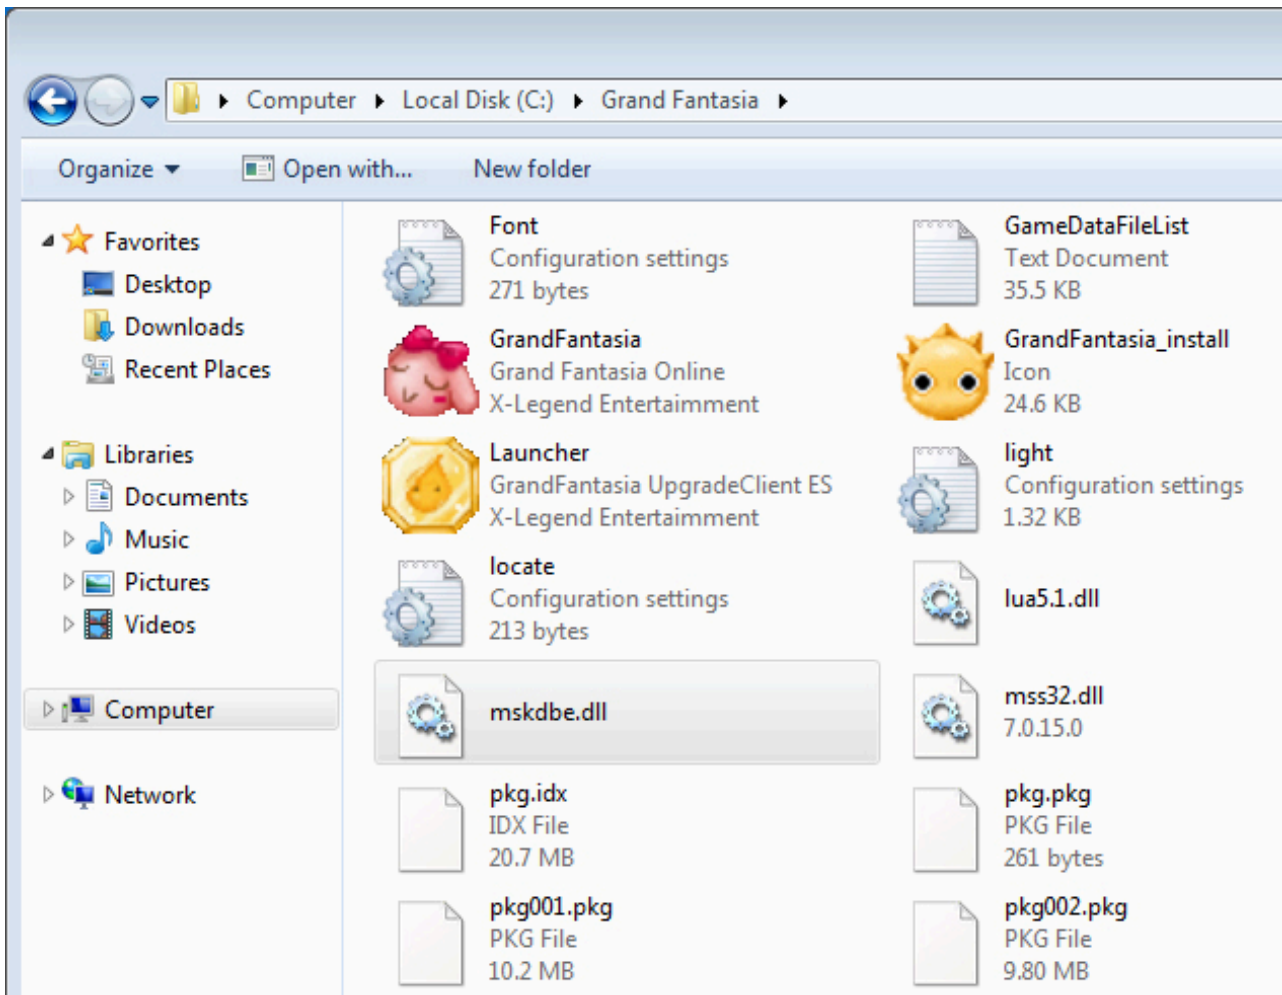 Computer Local Disk (C:) Grand Fantasia
Organize Open with... New folder
Favorites
Desktop
Downloads
Recent Places
Libraries
Documents
Music
Pictures
Videos
Computer
Network
Font
Configuration settings
271 bytes
GameDataFileList
Text Document
35.5 KB
GrandFantasia
Grand Fantasia Online
X-Legend Entertaimment
GrandFantasia_install
Icon
24.6 KB
Launcher
GrandFantasia UpgradeClient ES
X-Legend Entertaimment
light
Configuration settings
1.32 KB
locate
Configuration settings
213 bytes
lua5.1.dll
mskdbe.dll
mss32.dll
7.0.15.0
pkg.idx
IDX File
20.7 MB
pkg.pkg
PKG File
261 bytes
pkg001.pkg
PKG File
10.2 MB
pkg002.pkg
PKG File
9.80 MB